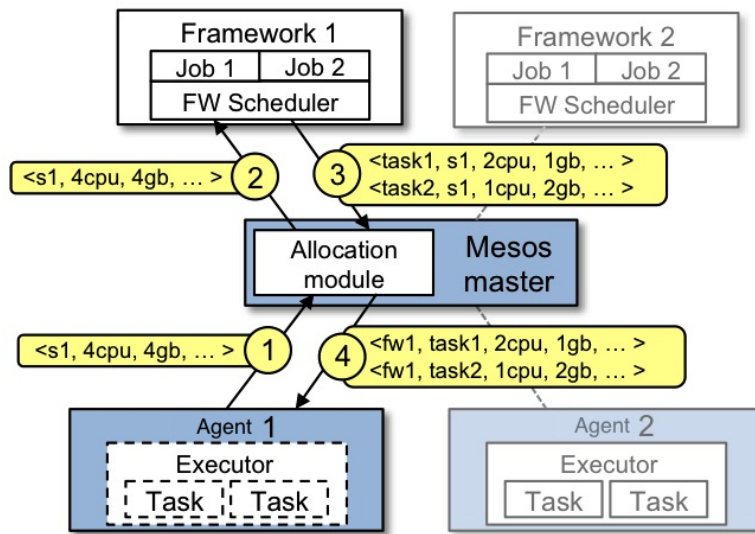 Framework 1
Job 1 Job 2
FW Scheduler
Framework 2
Job 1 Job 2
FW Scheduler
<s1, 4cpu, 4gb, … >
2
3
<task1, s1, 2cpu, 1gb, … >
<task2, s1, 1cpu, 2gb, … >
Allocation
module
Mesos
master
<s1, 4cpu, 4gb, … >
1
4
<fw1, task1, 2cpu, 1gb, … >
<fw1, task2, 1cpu, 2gb, … >
Agent 1
Executor
Task Task
Agent 2
Executor
Task Task